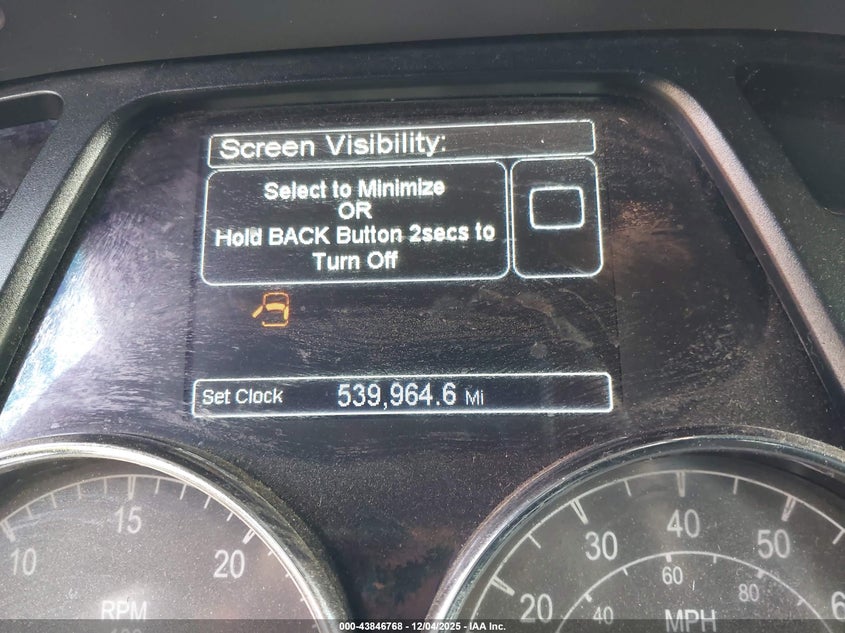 Screen Visibility:
Select to Minimize
OR
Hold BACK Button 2secs to
Turn Off
Set Clock 539,964.6 Mi
10 15 20
RPM
20 30 40 50
40 60 80
MPH
000-43846768 - 12/04/2025 - IAA Inc.